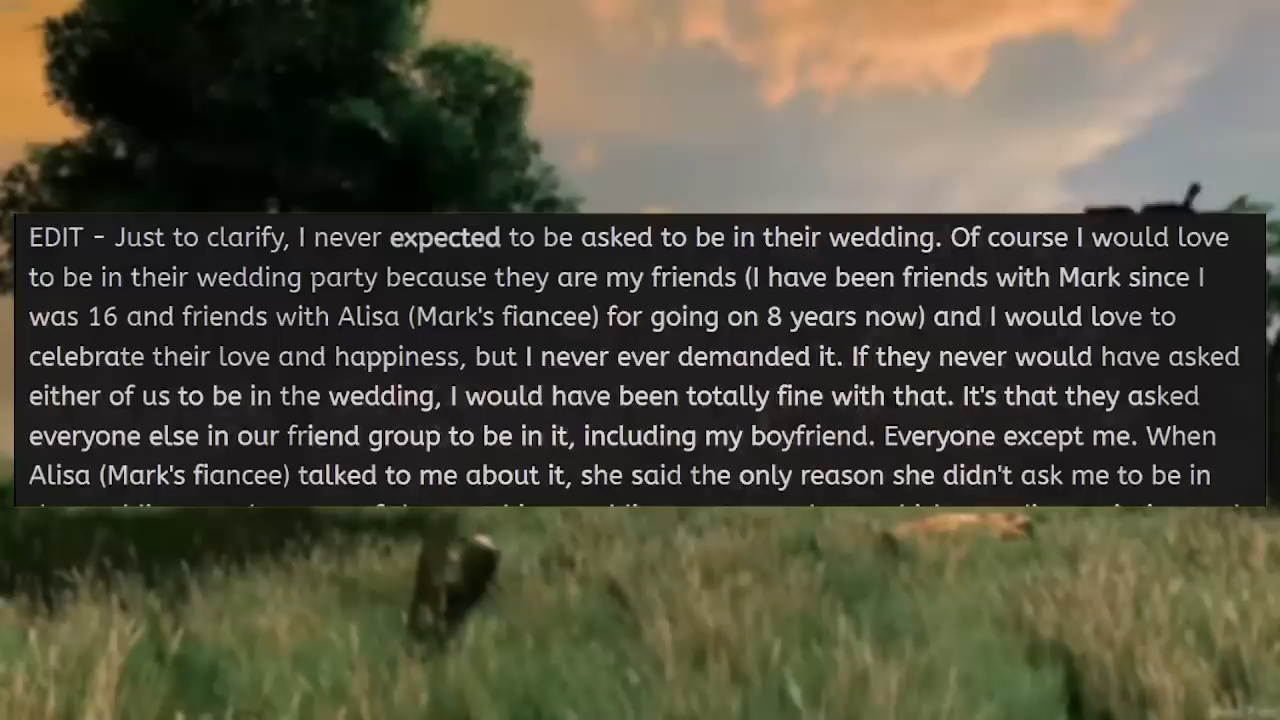 EDIT - Just to clarify, I never expected to be asked to be in their wedding. Of course I would love
to be in their wedding party because they are my friends (I have been friends with Mark since I
was 16 and friends with Alisa (Mark's fiancee) for going on 8 years now) and I would love to
celebrate their love and happiness, but I never ever demanded it. If they never would have asked
either of us to be in the wedding, I would have been totally fine with that. It's that they asked
everyone else in our friend group to be in it, including my boyfriend. Everyone except me. When
Alisa (Mark's fiancee) talked to me about it, she said the only reason she didn't ask me to be in